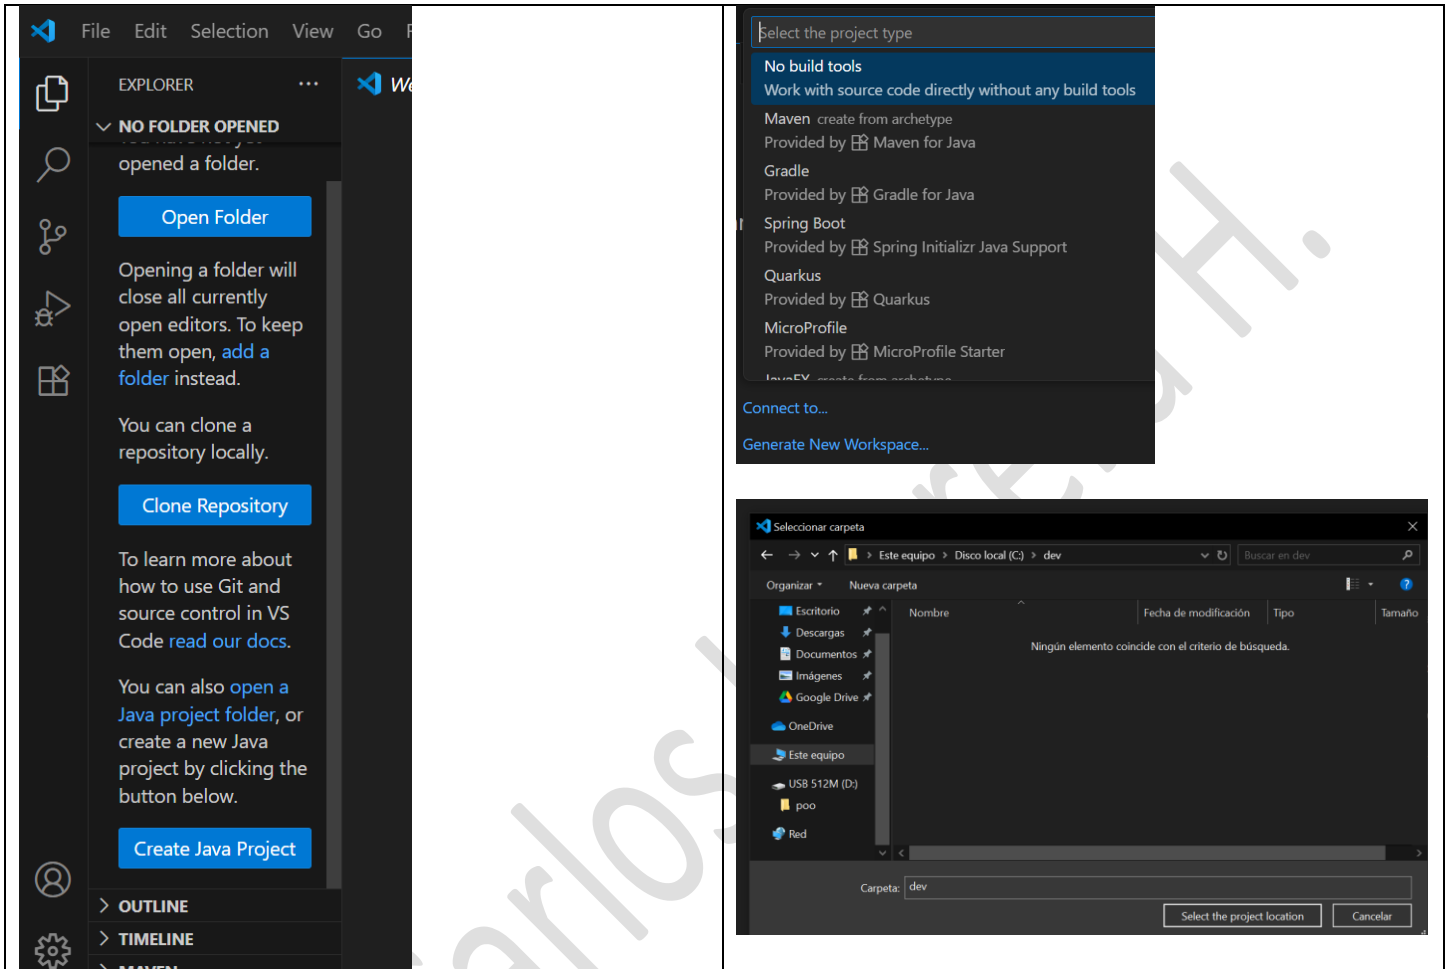 File Edit Selection View Go
EXPLORER ...
NO FOLDER OPENED
opened a folder.
Open Folder
Opening a folder will
close all currently
open editors. To keep
them open, add a
folder instead.
You can clone a
repository locally.
Clone Repository
To learn more about
how to use Git and
source control in VS
Code read our docs.
You can also open a
Java project folder, or
create a new Java
project by clicking the
button below.
Create Java Project
OUTLINE
TIMELINE
MAVEN
Select the project type
No build tools
Work with source code directly without any build tools
Maven create from archetype
Provided by Maven for Java
Gradle
Provided by Gradle for Java
Spring Boot
Provided by Spring Initializr Java Support
Quarkus
Provided by Quarkus
MicroProfile
Provided by MicroProfile Starter
JavaFX create from archetype
Connect to...
Generate New Workspace...
Seleccionar carpeta
Este equipo > Disco local (C:) > dev
Buscar en dev
Organizar Nueva carpeta
Escritorio
Descargas
Documentos
Imágenes
Google Drive
OneDrive
Este equipo
USB 512M (D:)
poo
Red
Nombre Fecha de modificación Tipo Tamaño
Ningún elemento coincide con el criterio de búsqueda.
Carpeta: dev
Select the project location Cancelar